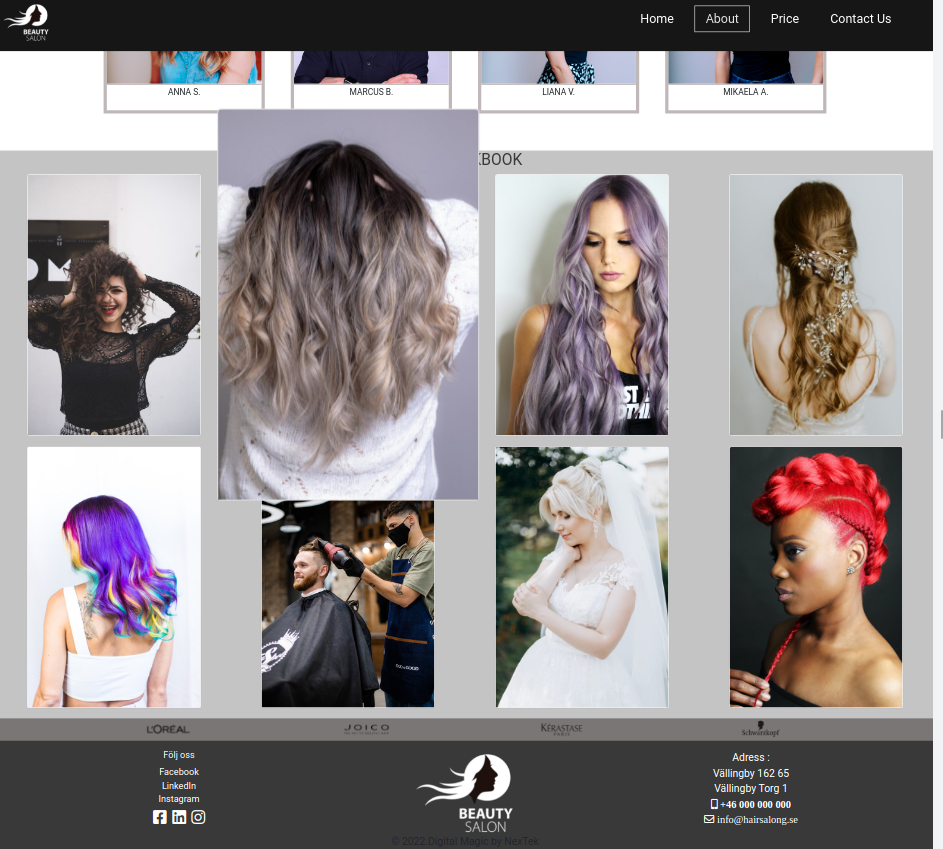 BEAUTY
SALON
Home
About
Price
Contact Us
ANNA S.
MARCUS B.
LIANA V.
MIKAELA A.
KBOOK
OM
L'ORÉAL
JOICO
KÉRASTASE
PARIS
Schwarzkopf
Följ oss
Facebook
LinkedIn
Instagram
BEAUTY
SALON
Adress :
Vällingby 162 65
Vällingby Torg 1
+46 000 000 000
info@hairsalong.se
© 2022 Digital Magic by NexTek